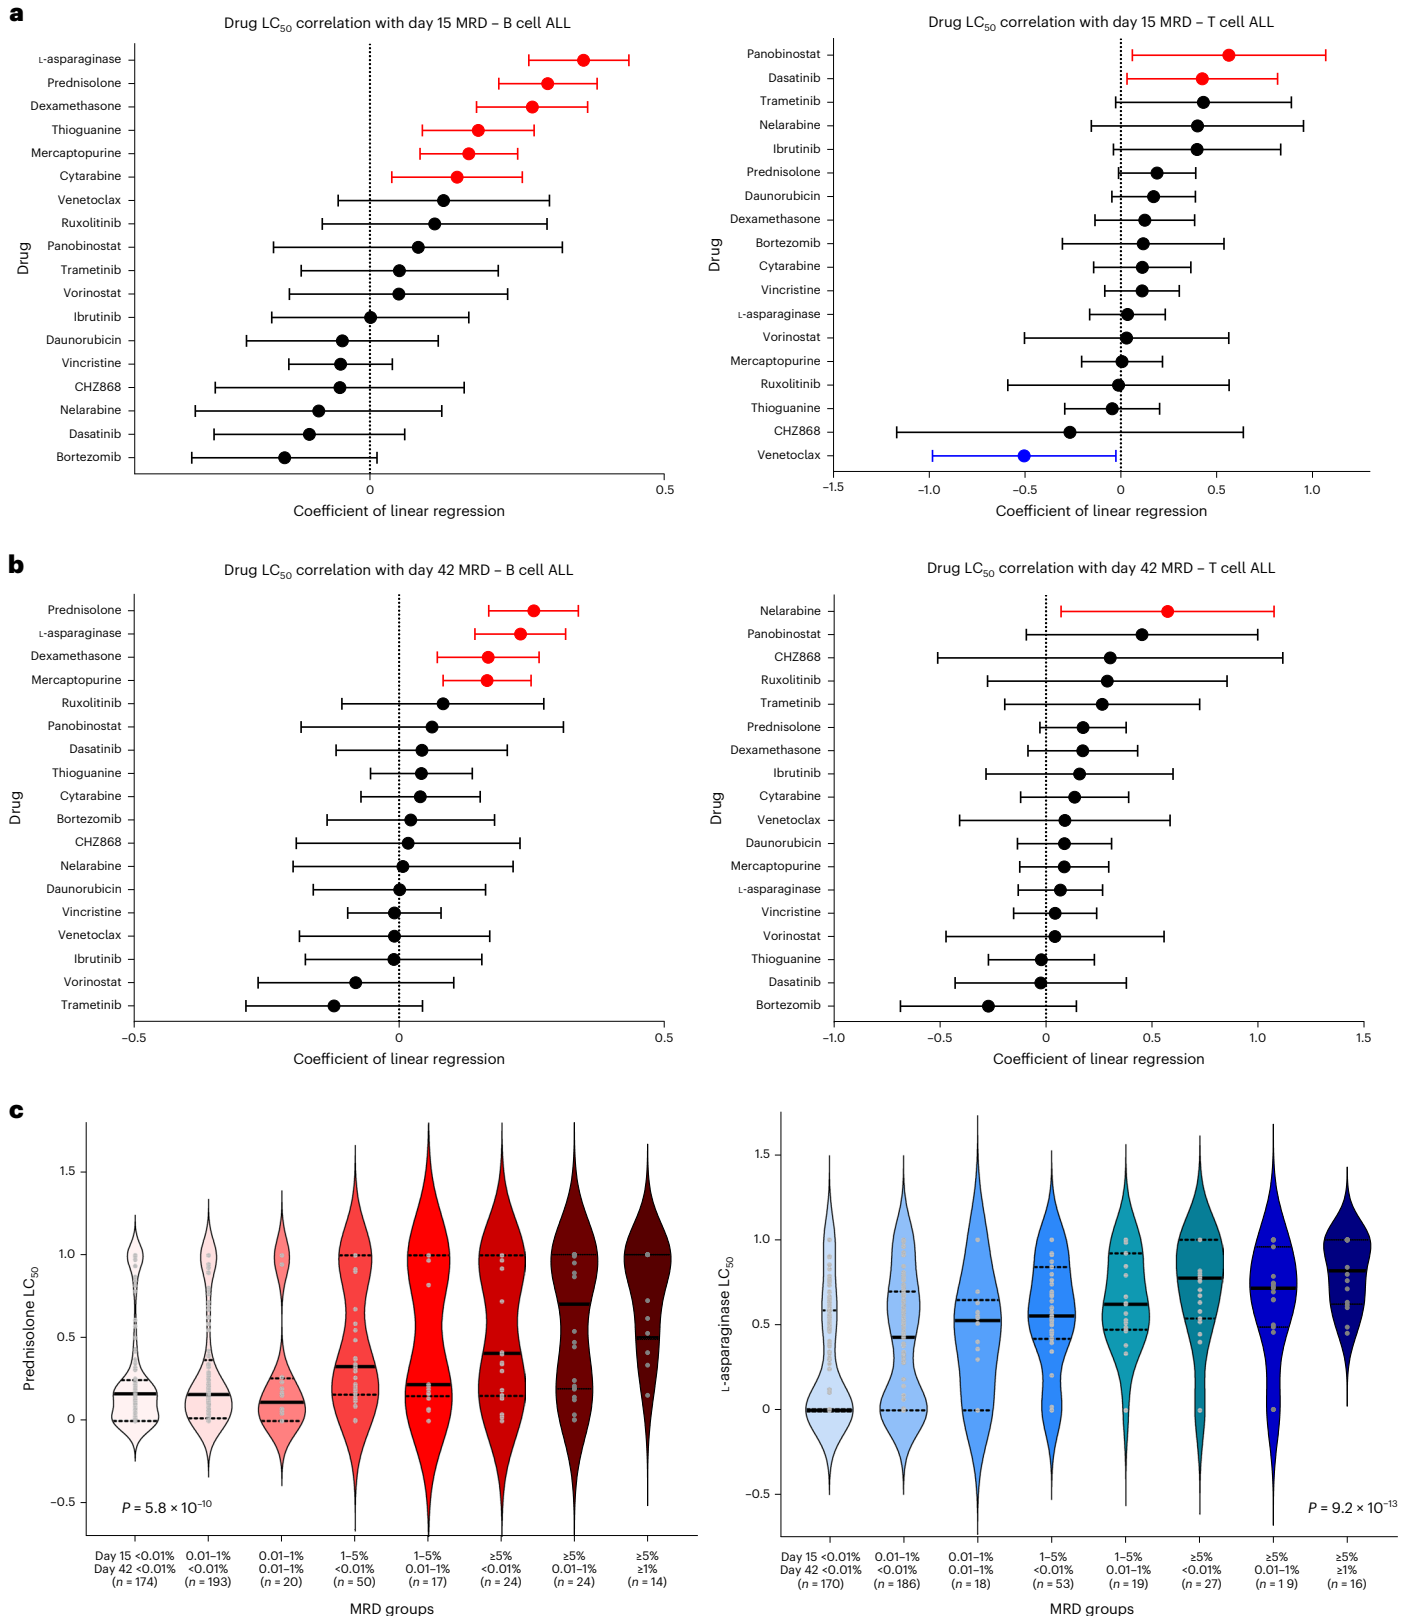 a
Drug LC50 correlation with day 15 MRD – B cell ALL
Drug
L-asparaginase
Prednisolone
Dexamethasone
Thioguanine
Mercaptopurine
Cytarabine
Venetoclax
Ruxolitinib
Panobinostat
Trametinib
Vorinostat
Ibrutinib
Daunorubicin
Vincristine
CHZ868
Nelarabine
Dasatinib
Bortezomib
0 0.5
Coefficient of linear regression
Drug LC50 correlation with day 15 MRD – T cell ALL
Drug
Panobinostat
Dasatinib
Trametinib
Nelarabine
Ibrutinib
Prednisolone
Daunorubicin
Dexamethasone
Bortezomib
Cytarabine
Vincristine
L-asparaginase
Vorinostat
Mercaptopurine
Ruxolitinib
Thioguanine
CHZ868
Venetoclax
−1.5 −1.0 −0.5 0 0.5 1.0
Coefficient of linear regression
b
Drug LC50 correlation with day 42 MRD – B cell ALL
Drug
Prednisolone
L-asparaginase
Dexamethasone
Mercaptopurine
Ruxolitinib
Panobinostat
Dasatinib
Thioguanine
Cytarabine
Bortezomib
CHZ868
Nelarabine
Daunorubicin
Vincristine
Venetoclax
Ibrutinib
Vorinostat
Trametinib
−0.5 0 0.5
Coefficient of linear regression
Drug LC50 correlation with day 42 MRD – T cell ALL
Drug
Nelarabine
Panobinostat
CHZ868
Ruxolitinib
Trametinib
Prednisolone
Dexamethasone
Ibrutinib
Cytarabine
Venetoclax
Daunorubicin
Mercaptopurine
L-asparaginase
Vincristine
Vorinostat
Thioguanine
Dasatinib
Bortezomib
−1.0 −0.5 0 0.5 1.0 1.5
Coefficient of linear regression
c
Prednisolone LC50
1.5
1.0
0.5
0
−0.5
P = 5.8 × 10−10
Day 15 <0.01% 0.01–1% 0.01–1% 1–5% 1–5% ≥5% ≥5% ≥5%
Day 42 <0.01% <0.01% 0.01–1% <0.01% 0.01–1% <0.01% 0.01–1% ≥1%
(n = 174) (n = 193) (n = 20) (n = 50) (n = 17) (n = 24) (n = 24) (n = 14)
MRD groups
L-asparaginase LC50
1.5
1.0
0.5
0
−0.5
P = 9.2 × 10−13
Day 15 <0.01% 0.01–1% 0.01–1% 1–5% 1–5% ≥5% ≥5% ≥5%
Day 42 <0.01% <0.01% 0.01–1% <0.01% 0.01–1% <0.01% 0.01–1% ≥1%
(n = 170) (n = 186) (n = 18) (n = 53) (n = 19) (n = 27) (n = 1 9) (n = 16)
MRD groups